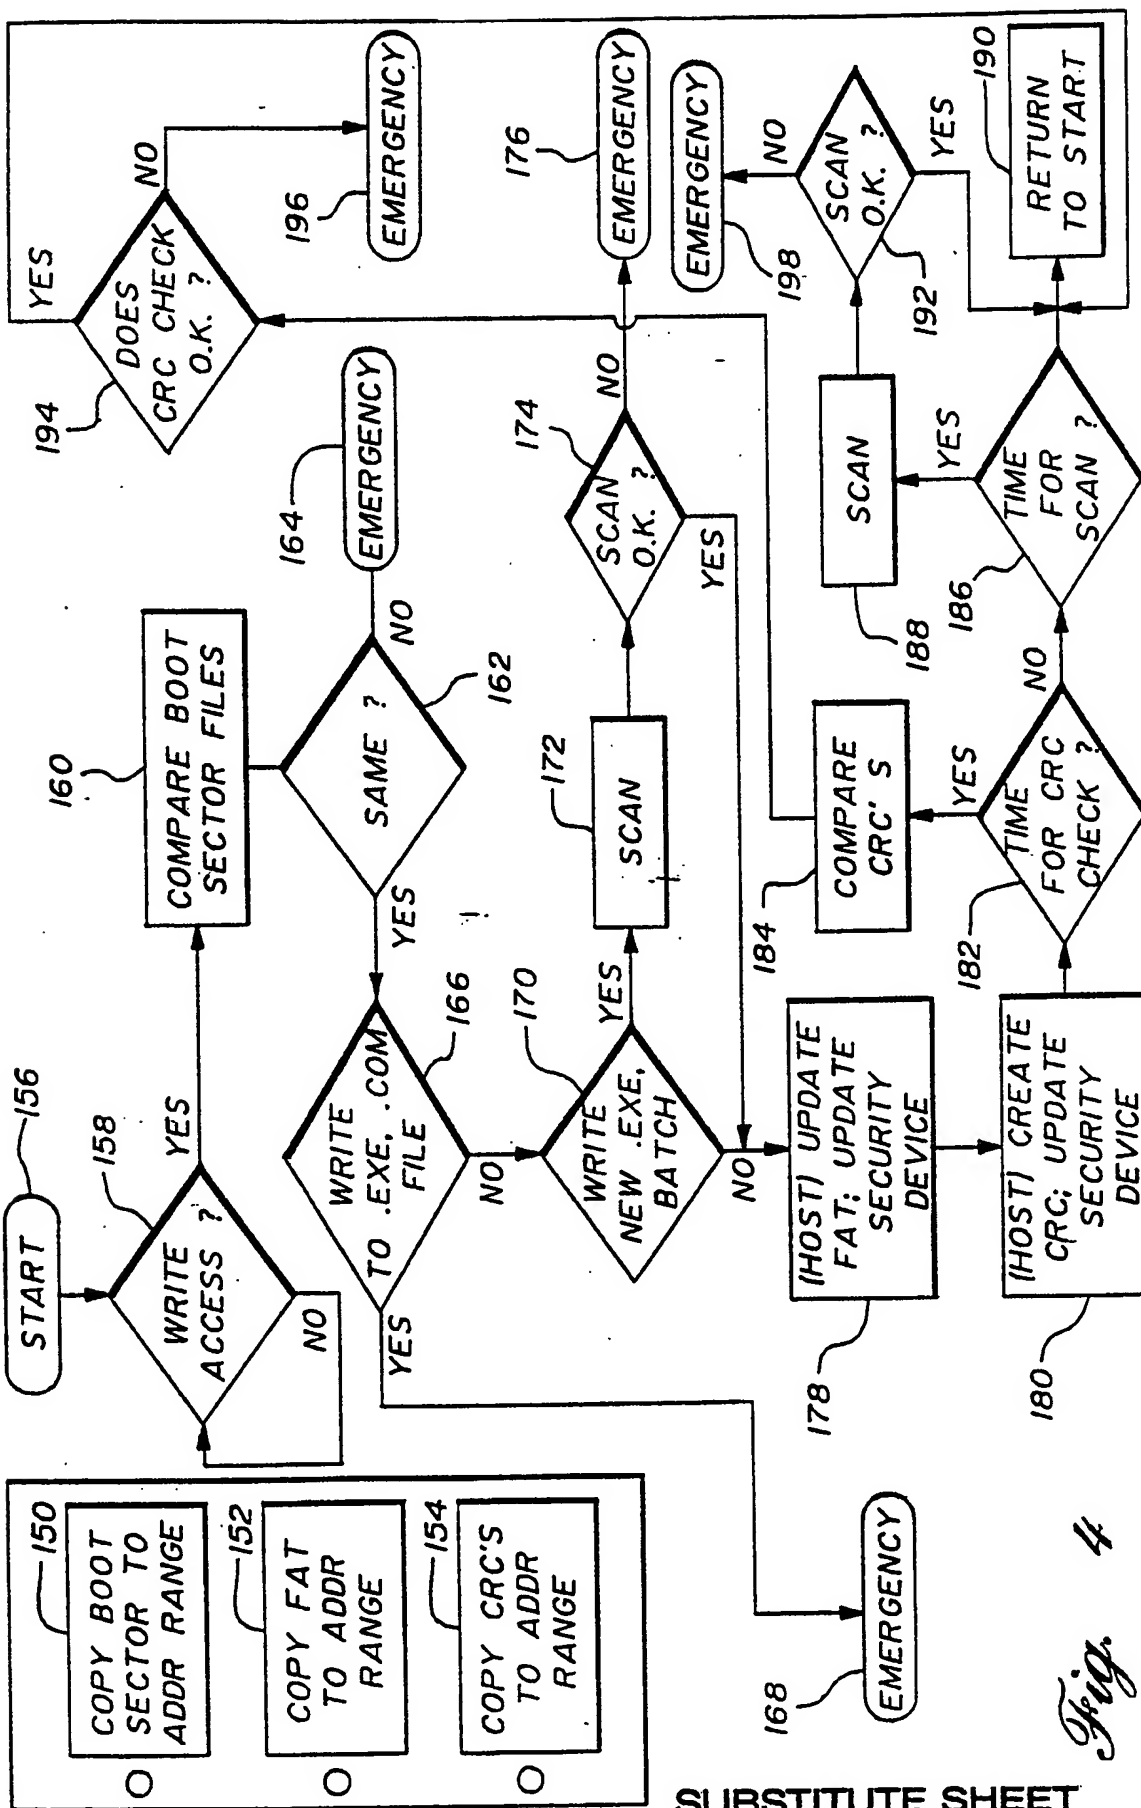 150
COPY BOOT
SECTOR TO
ADDR RANGE
152
COPY FAT
TO ADDR
RANGE
154
COPY CRC'S
TO ADDR
RANGE
START
156
WRITE
ACCESS ?
158
YES
NO
160
COMPARE BOOT
SECTOR FILES
SAME ?
162
NO
YES
164
EMERGENCY
WRITE
TO .EXE, .COM
FILE
166
YES
NO
168
EMERGENCY
WRITE
NEW .EXE,
BATCH
170
YES
NO
172
SCAN
SCAN
O.K. ?
174
NO
YES
176
EMERGENCY
(HOST) UPDATE
FAT; UPDATE
SECURITY
DEVICE
178
(HOST) CREATE
CRC; UPDATE
SECURITY
DEVICE
180
TIME
FOR CRC
CHECK ?
182
YES
NO
184
COMPARE
CRC' S
TIME
FOR
SCAN ?
186
YES
188
SCAN
SCAN
O.K. ?
192
NO
YES
198
EMERGENCY
190
RETURN
TO START
194
DOES
CRC CHECK
O.K. ?
YES
NO
196
EMERGENCY
Fig. 4
SUBSTITUTE SHEET